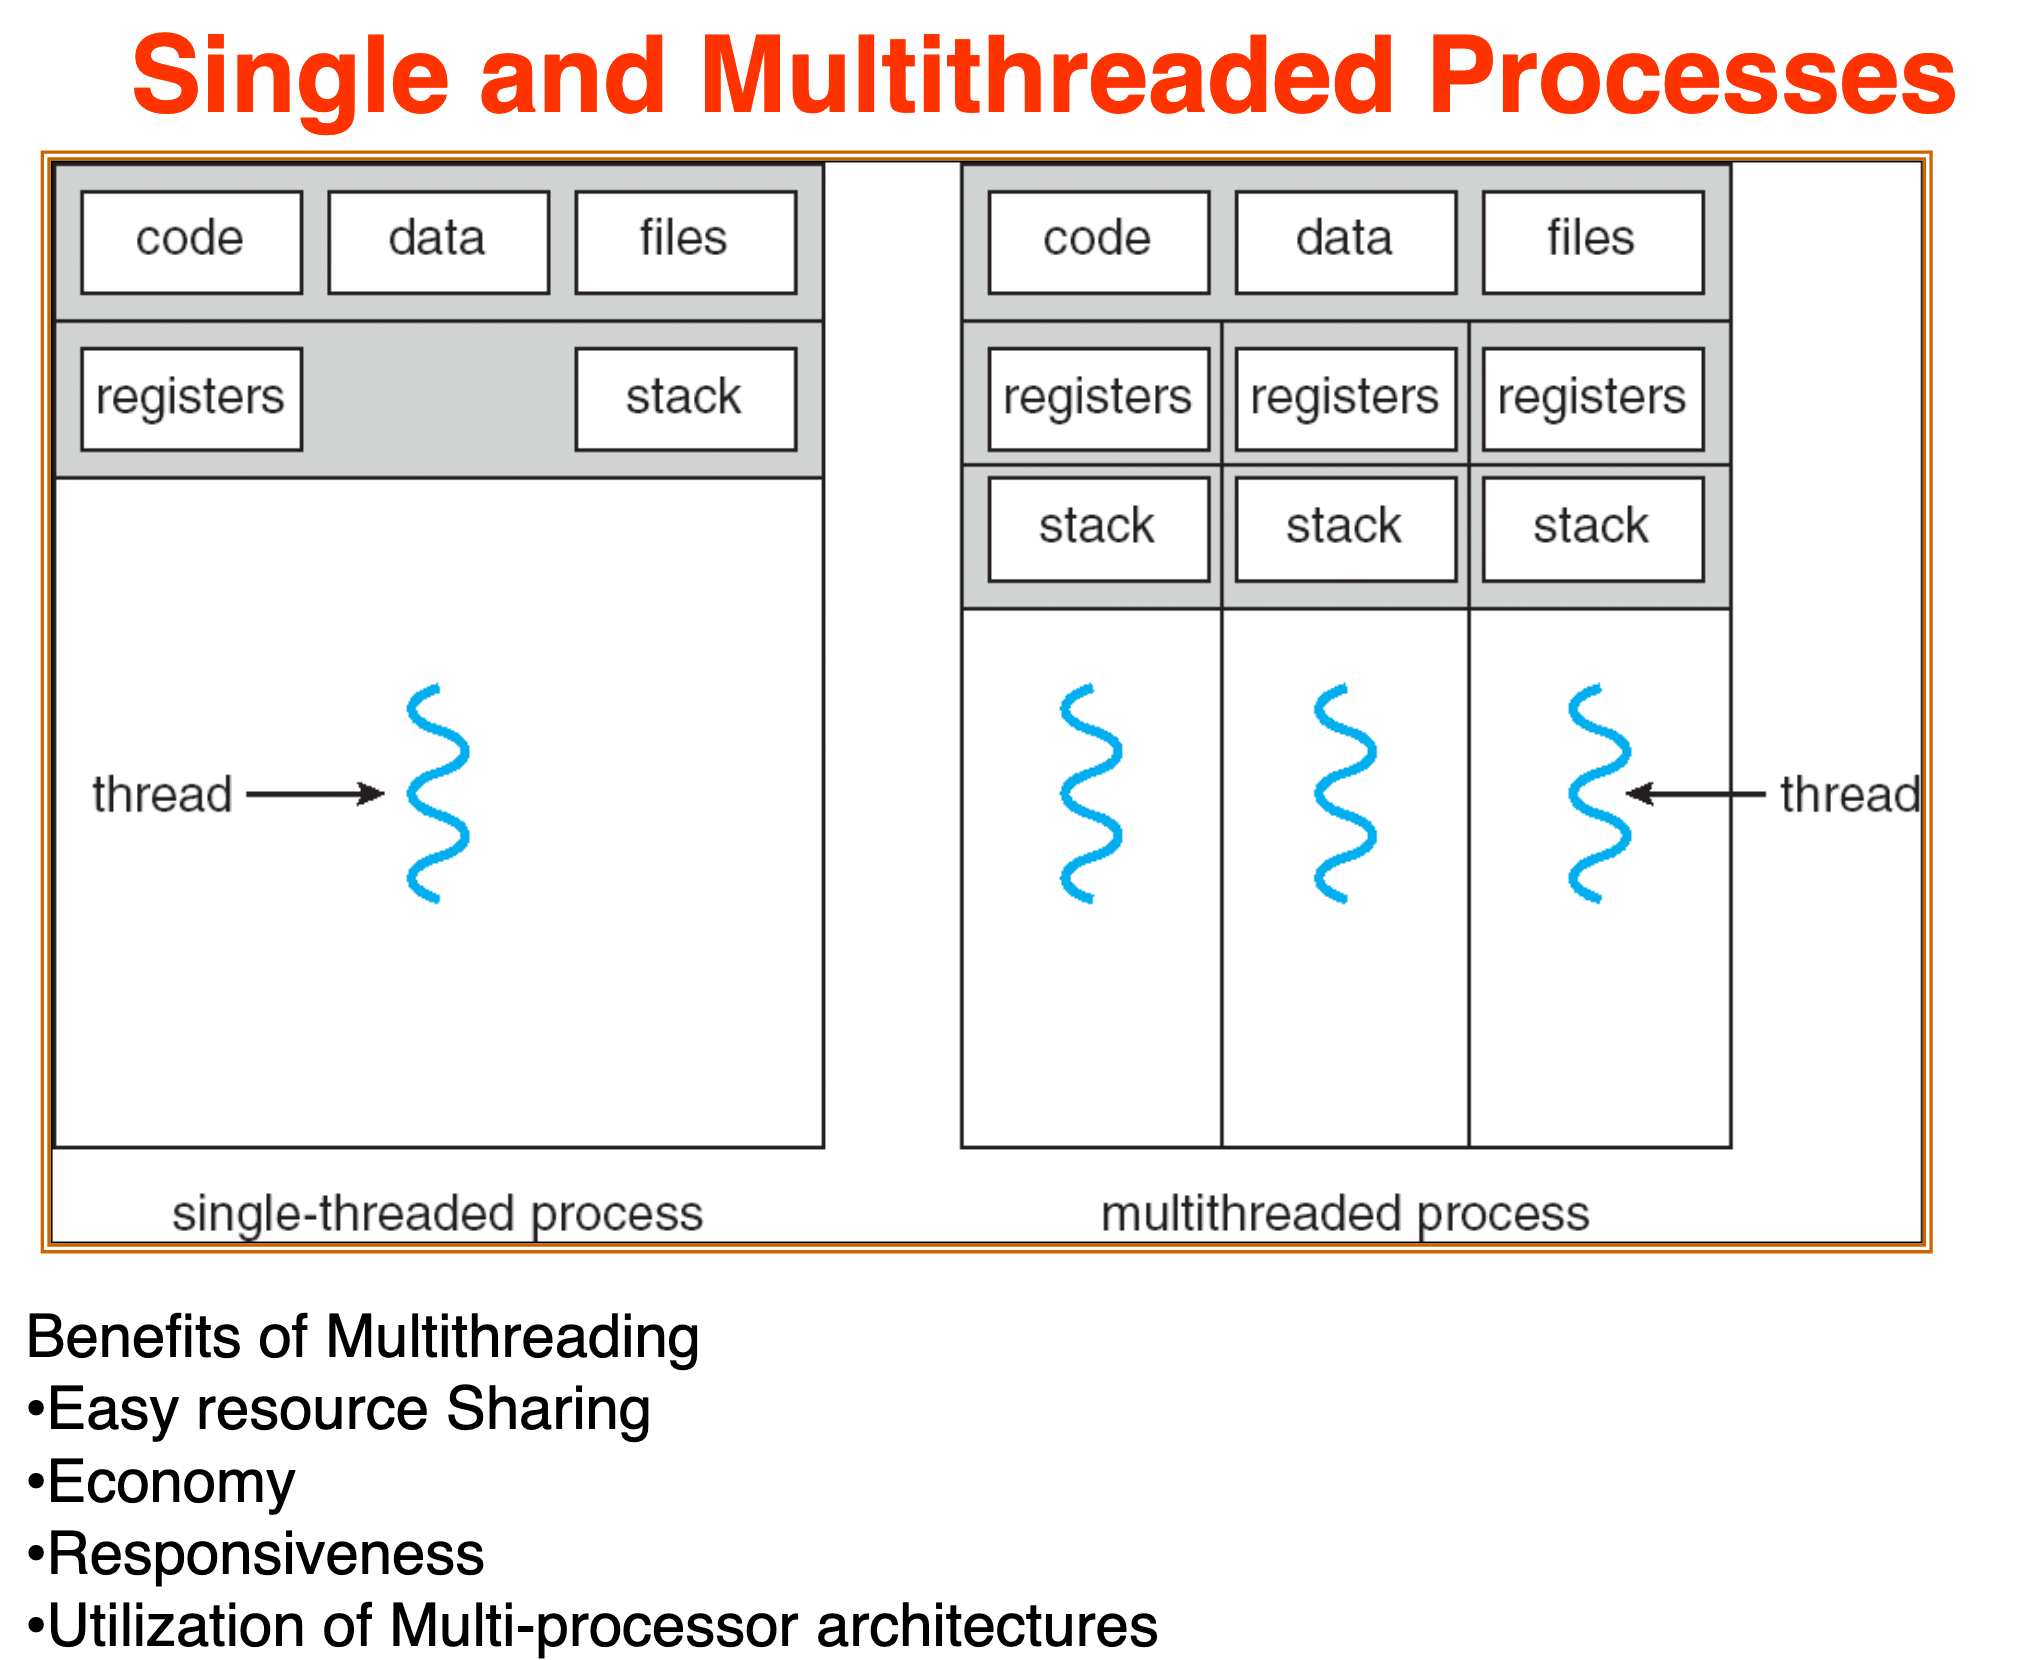 Single and Multithreaded Processes
code data files
registers stack
thread
single-threaded process
code data files
registers registers registers
stack stack stack
thread
multithreaded process
Benefits of Multithreading
•Easy resource Sharing
•Economy
•Responsiveness
•Utilization of Multi-processor architectures